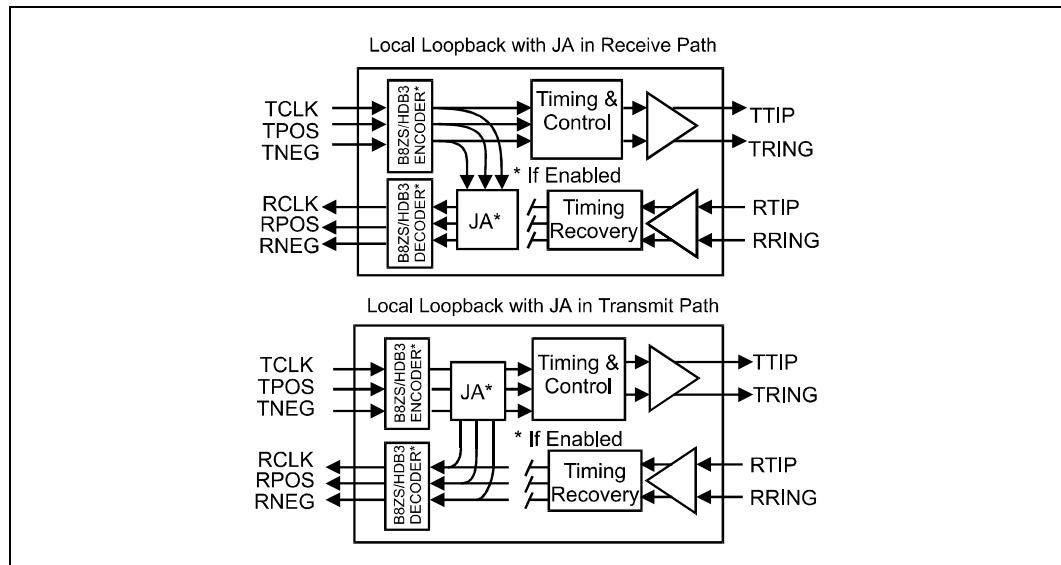 Local Loopback with JA in Receive Path
TCLK
TPOS
TNEG
B8ZS/HDB3
ENCODER*
Timing &
Control
TTIP
TRING
* If Enabled
RCLK
RPOS
RNEG
B8ZS/HDB3
DECODER*
JA*
Timing
Recovery
RTIP
RRING
Local Loopback with JA in Transmit Path
TCLK
TPOS
TNEG
B8ZS/HDB3
ENCODER*
JA*
Timing &
Control
TTIP
TRING
* If Enabled
RCLK
RPOS
RNEG
B8ZS/HDB3
DECODER*
Timing
Recovery
RTIP
RRING